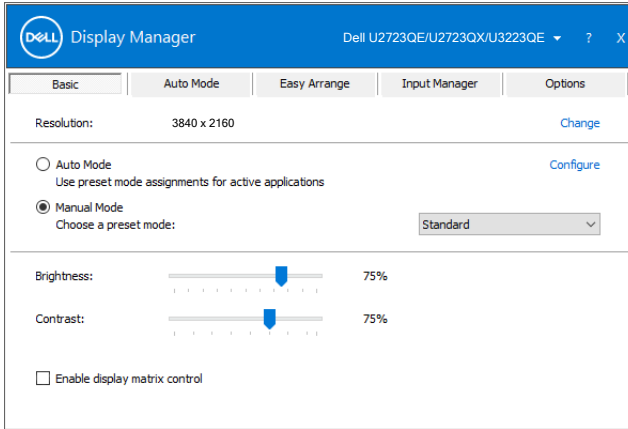 DELL Display Manager Dell U2723QE/U2723QX/U3223QE ? X
Basic Auto Mode Easy Arrange Input Manager Options
Resolution: 3840 x 2160 Change
Auto Mode Configure
Use preset mode assignments for active applications
Manual Mode
Choose a preset mode: Standard
Brightness: 75%
Contrast: 75%
Enable display matrix control